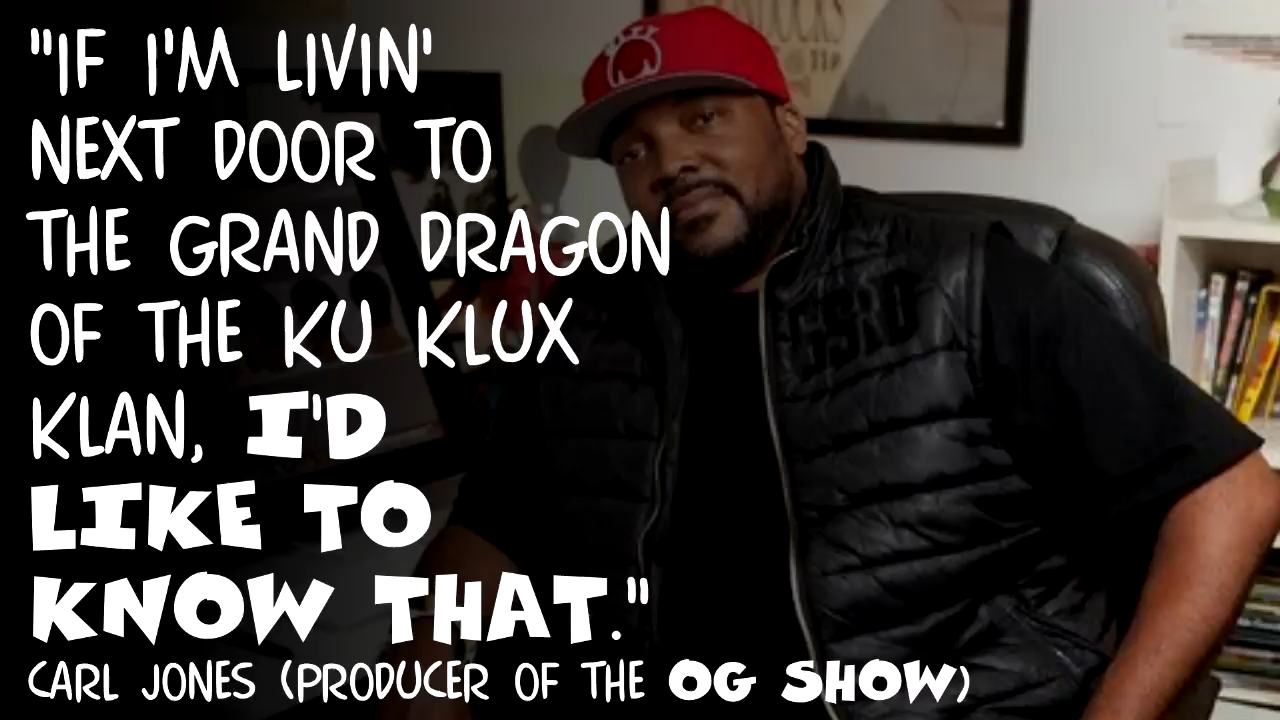 "IF I'M LIVIN'
NEXT DOOR TO
THE GRAND DRAGON
OF THE KU KLUX
KLAN, I'D
LIKE TO
KNOW THAT."
CARL JONES (PRODUCER OF THE OG SHOW)